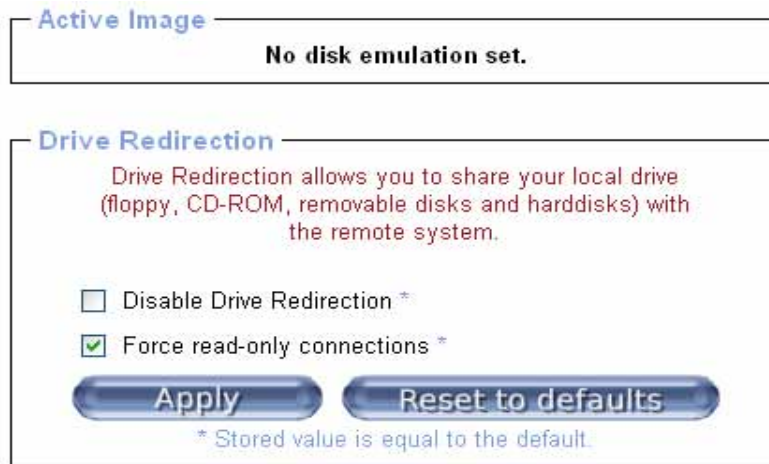 Active Image
No disk emulation set.
Drive Redirection
Drive Redirection allows you to share your local drive
(floppy, CD-ROM, removable disks and harddisks) with
the remote system.
Disable Drive Redirection *
Force read-only connections *
Apply
Reset to defaults
* Stored value is equal to the default.